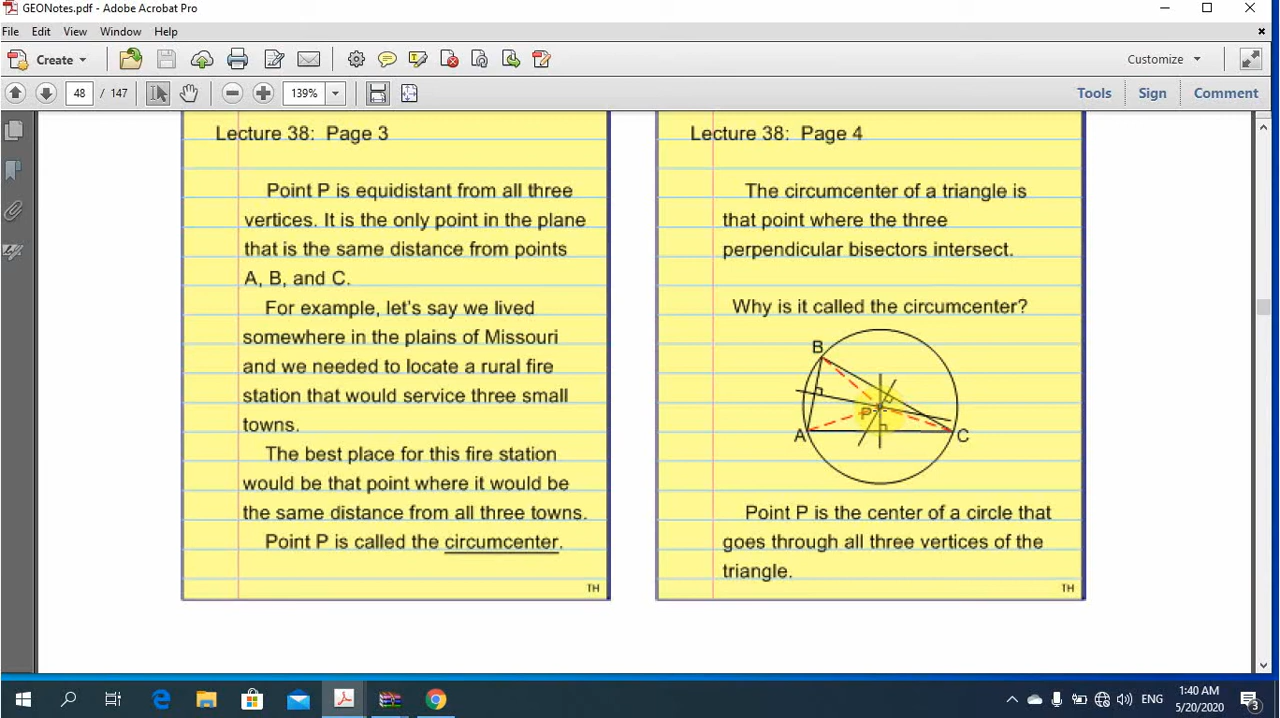 GEONotes.pdf - Adobe Acrobat Pro
File Edit View Window Help
Create
Customize
48 / 147
139%
Tools Sign Comment
Lecture 38: Page 3
Point P is equidistant from all three
vertices. It is the only point in the plane
that is the same distance from points
A, B, and C.
For example, let's say we lived
somewhere in the plains of Missouri
and we needed to locate a rural fire
station that would service three small
towns.
The best place for this fire station
would be that point where it would be
the same distance from all three towns.
Point P is called the circumcenter.
TH
Lecture 38: Page 4
The circumcenter of a triangle is
that point where the three
perpendicular bisectors intersect.
Why is it called the circumcenter?
B
P
A
C
Point P is the center of a circle that
goes through all three vertices of the
triangle.
TH
ENG
1:40 AM
5/20/2020
3